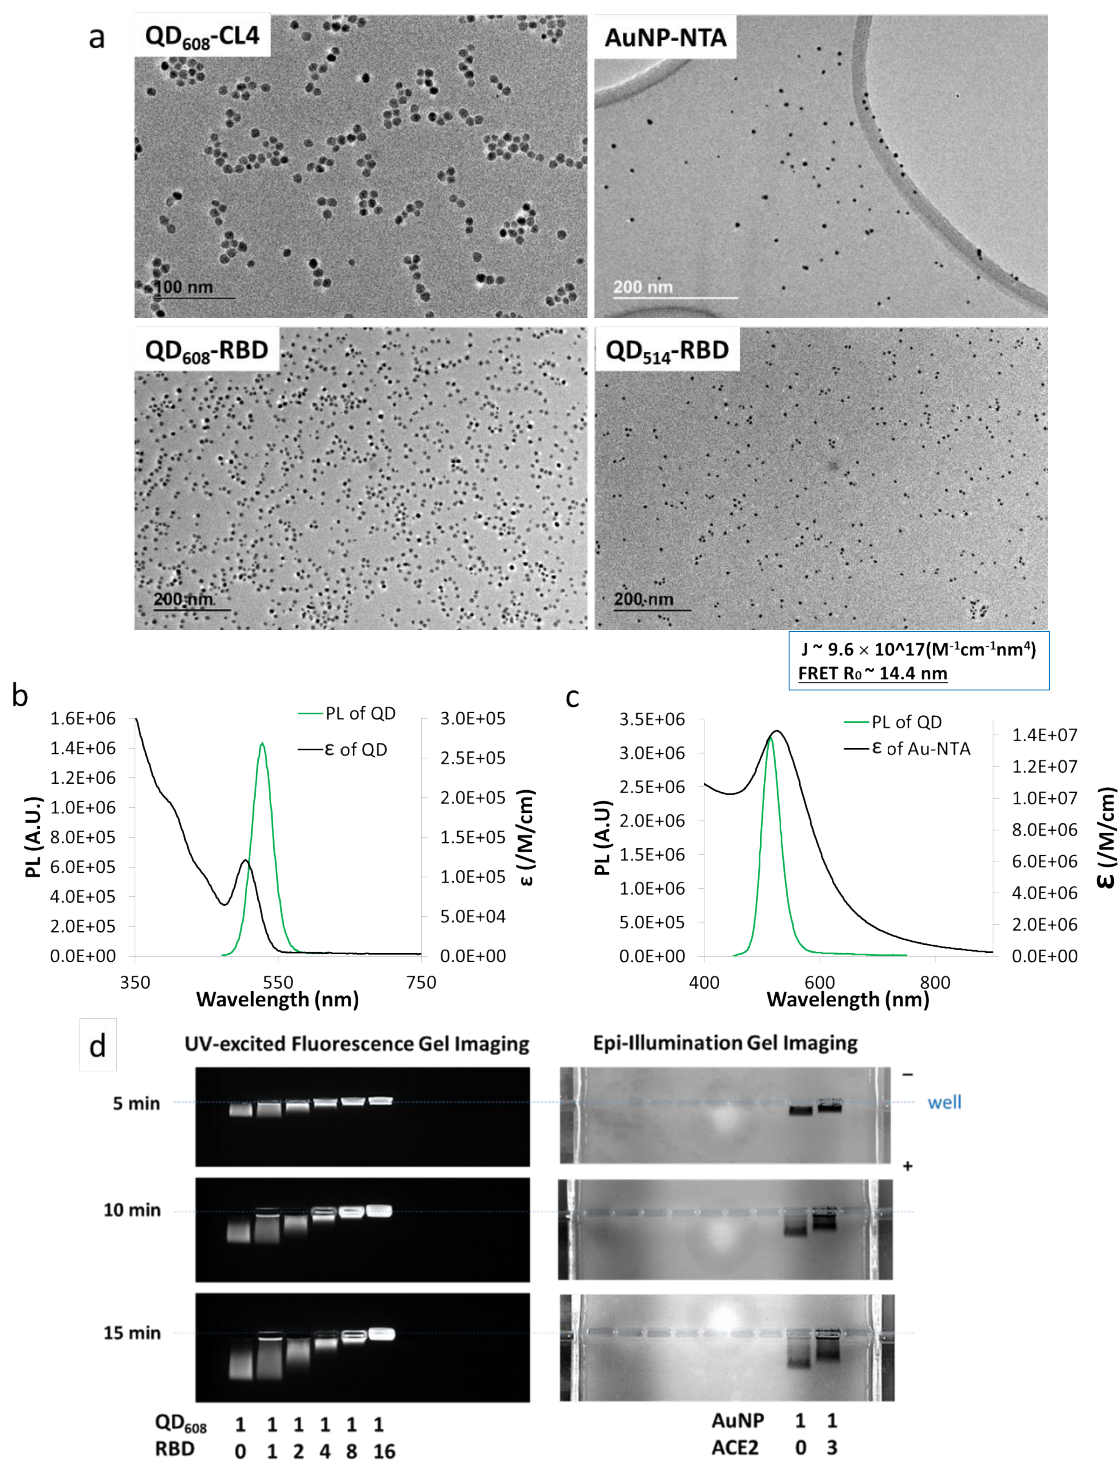 a
QD608-CL4
AuNP-NTA
100 nm
200 nm
QD608-RBD
QD514-RBD
200 nm
200 nm
J ~ 9.6 × 10^17(M-1cm-1nm4)
FRET R0 ~ 14.4 nm
b
PL of QD
ε of QD
1.6E+06
1.4E+06
1.2E+06
1.0E+06
8.0E+05
6.0E+05
4.0E+05
2.0E+05
0.0E+00
PL (A.U.)
3.0E+05
2.5E+05
2.0E+05
1.5E+05
1.0E+05
5.0E+04
0.0E+00
ε (/M/cm)
350 550 750
Wavelength (nm)
c
PL of QD
ε of Au-NTA
3.5E+06
3.0E+06
2.5E+06
2.0E+06
1.5E+06
1.0E+06
5.0E+05
0.0E+00
PL (A.U)
1.4E+07
1.2E+07
1.0E+07
8.0E+06
6.0E+06
4.0E+06
2.0E+06
0.0E+00
ε (/M/cm)
400 600 800
Wavelength (nm)
d
UV-excited Fluorescence Gel Imaging
Epi-Illumination Gel Imaging
5 min
10 min
15 min
−
well
+
QD608 1 1 1 1 1 1
RBD 0 1 2 4 8 16
AuNP 1 1
ACE2 0 3